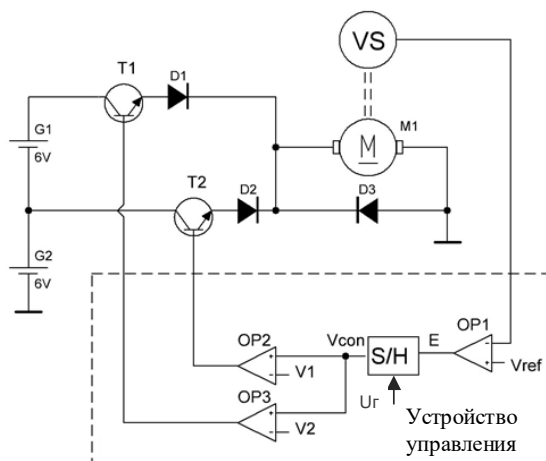 VS
T1
D1
G1
6V
M1
M
T2
D2
D3
G2
6V
OP1
OP2
Vcon
E
S/H
V1
Vref
OP3
Uг
V2
Устройство
управления